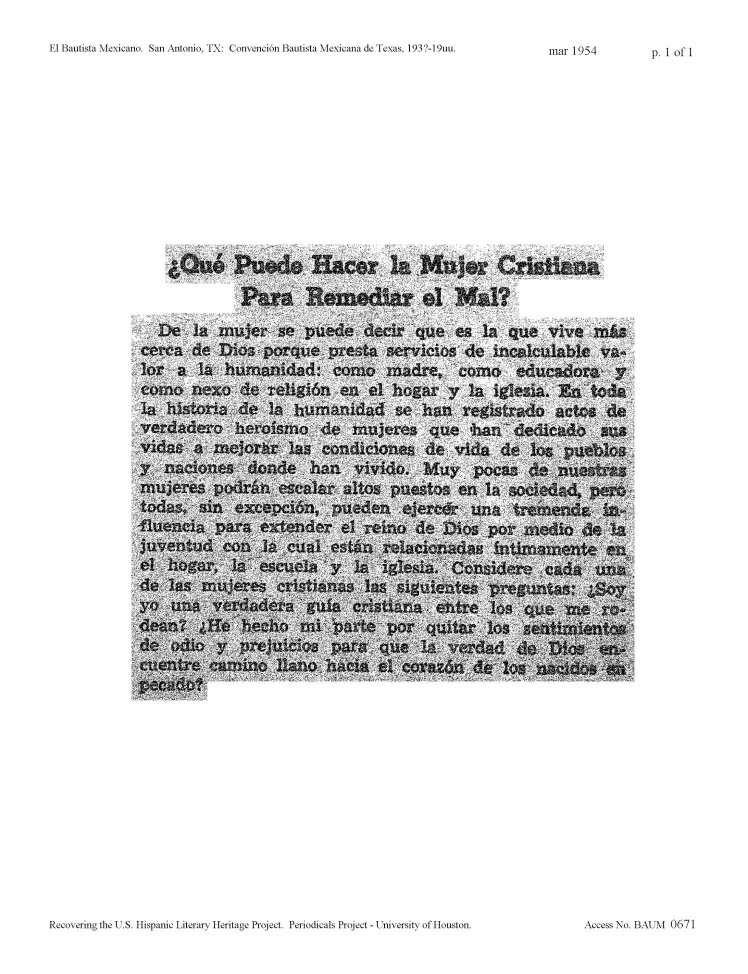 El Bautista Mexicano. San Antonio, TX: Convención Bautista Mexicana de Texas, 193?-19uu. mar 1954 p. 1 of 1
¿Qué Puede Hacer la Mujer Cristiana
Para Remediar el Mal?
De la mujer se puede decir que es la que vive más
cerca de Dios porque presta servicios de incalculable va-
lor a la humanidad: como madre, como educadora y
como nexo de religión en el hogar y la iglesia. En toda
la historia de la humanidad se han registrado actos de
verdadero heroísmo de mujeres que han dedicado sus
vidas a mejorar las condiciones de vida de los pueblos
y naciones donde han vivido. Muy pocas de nuestras
mujeres podrán escalar altos puestos en la sociedad, pero
todas, sin excepción, pueden ejercer una tremenda in-
fluencia para extender el reino de Dios por medio de la
juventud con la cual están relacionadas íntimamente en
el hogar, la escuela y la iglesia. Considere cada una
de las mujeres cristianas las siguientes preguntas: ¿Soy
yo una verdadera guía cristiana entre los que me ro-
dean? ¿He hecho mi parte por quitar los sentimientos
de odio y prejuicios para que la verdad de Dios en-
cuentre camino llano hacia el corazón de los nacidos en
pecado?
Recovering the U.S. Hispanic Literary Heritage Project. Periodicals Project - University of Houston. Access No. BAUM 0671